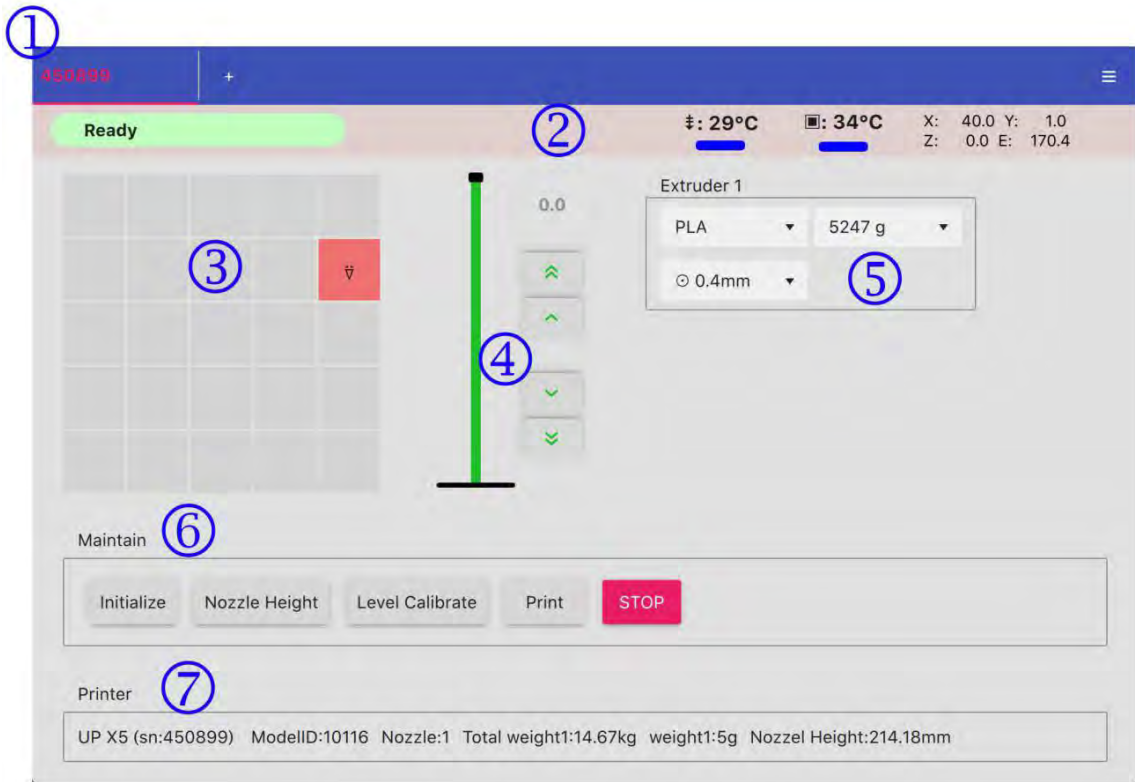 ①
450899 + ≡
Ready ② : 29°C : 34°C X: 40.0 Y: 1.0
Z: 0.0 E: 170.4
Extruder 1
0.0
PLA 5247 g
③
0.4mm ⑤
④
⑥
Maintain
Initialize Nozzle Height Level Calibrate Print STOP
⑦
Printer
UP X5 (sn:450899) ModelID:10116 Nozzle:1 Total weight1:14.67kg weight1:5g Nozzel Height:214.18mm